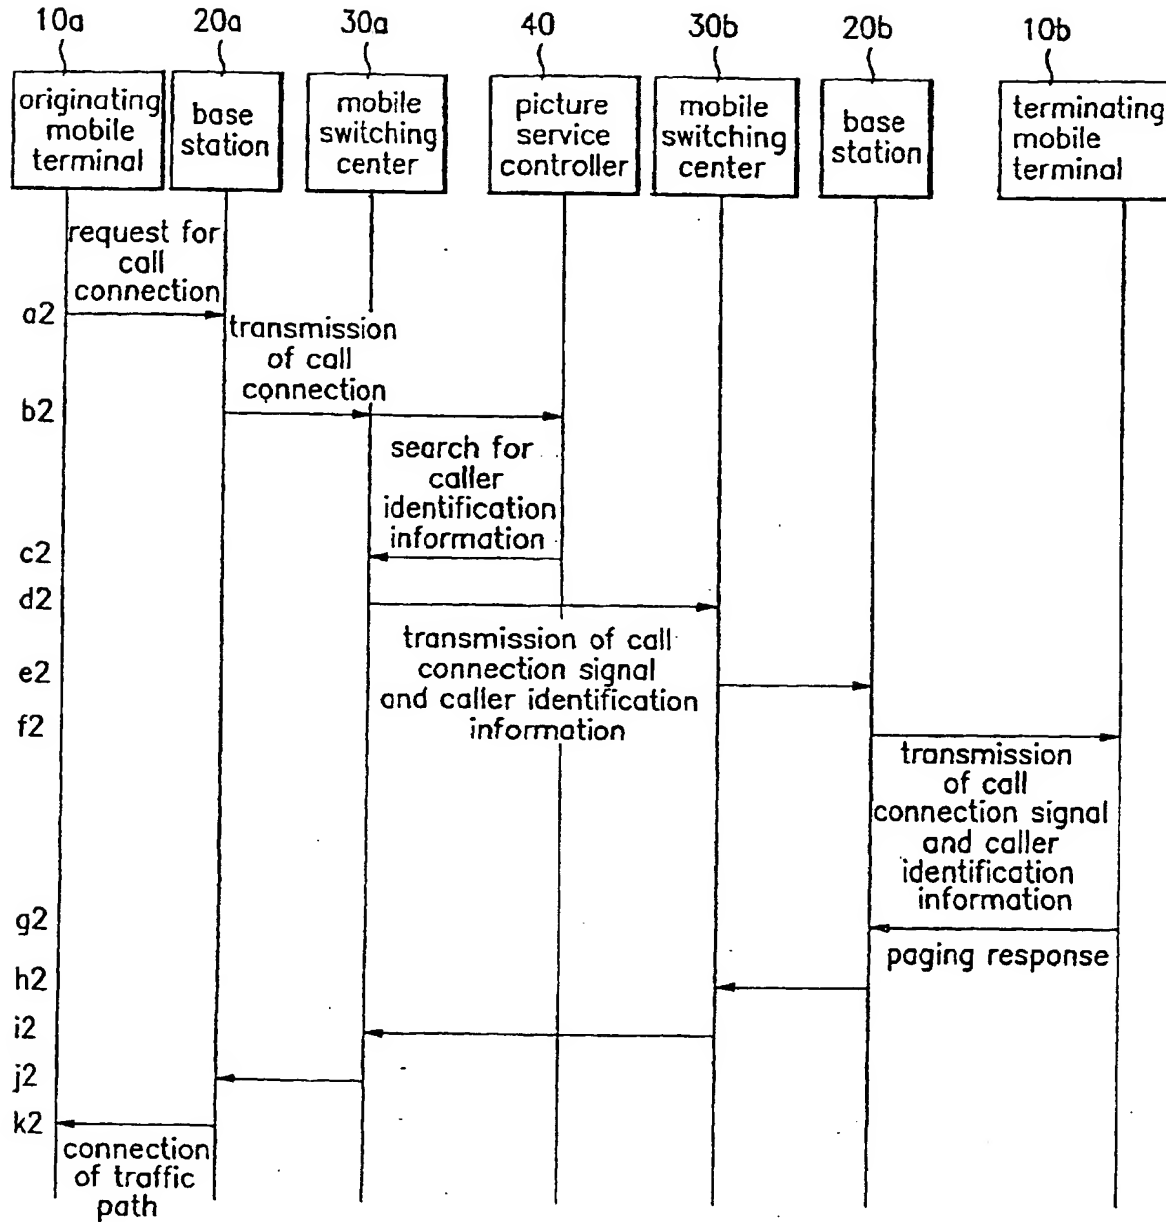 10a
20a
30a
40
30b
20b
10b
originating
mobile
terminal
base
station
mobile
switching
center
picture
service
controller
mobile
switching
center
base
station
terminating
mobile
terminal
request for
call
connection
a2
transmission
of call
connection
b2
search for
caller
identification
information
c2
d2
transmission of call
connection signal
and caller identification
information
e2
f2
transmission
of call
connection signal
and caller
identification
information
g2
paging response
h2
i2
j2
k2
connection
of traffic
path